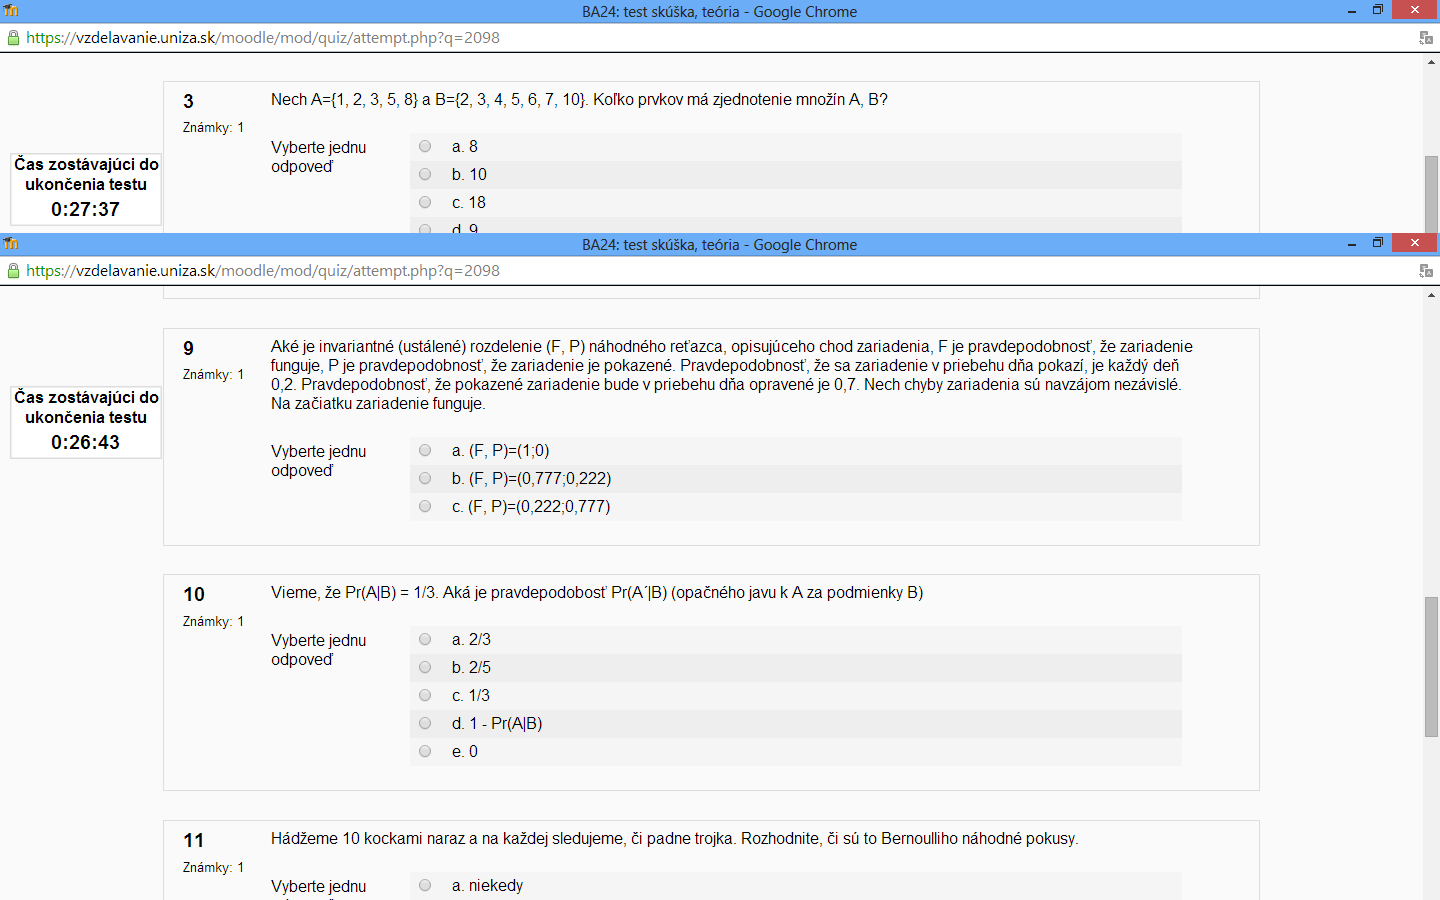 BA24: test skúška, teória - Google Chrome
https://vzdelavanie.uniza.sk/moodle/mod/quiz/attempt.php?q=2098
3
Známky: 1
Nech A={1, 2, 3, 5, 8} a B={2, 3, 4, 5, 6, 7, 10}. Koľko prvkov má zjednotenie množín A, B?
Vyberte jednu
odpoveď
a. 8
b. 10
c. 18
d. 9
Čas zostávajúci do
ukončenia testu
0:27:37
BA24: test skúška, teória - Google Chrome
https://vzdelavanie.uniza.sk/moodle/mod/quiz/attempt.php?q=2098
Čas zostávajúci do
ukončenia testu
0:26:43
9
Známky: 1
Aké je invariantné (ustálené) rozdelenie (F, P) náhodného reťazca, opisujúceho chod zariadenia, F je pravdepodobnosť, že zariadenie
funguje, P je pravdepodobnosť, že zariadenie je pokazené. Pravdepodobnosť, že sa zariadenie v priebehu dňa pokazí, je každý deň
0,2. Pravdepodobnosť, že pokazené zariadenie bude v priebehu dňa opravené je 0,7. Nech chyby zariadenia sú navzájom nezávislé.
Na začiatku zariadenie funguje.
Vyberte jednu
odpoveď
a. (F, P)=(1;0)
b. (F, P)=(0,777;0,222)
c. (F, P)=(0,222;0,777)
10
Známky: 1
Vieme, že Pr(A|B) = 1/3. Aká je pravdepodobosť Pr(A´|B) (opačného javu k A za podmienky B)
Vyberte jednu
odpoveď
a. 2/3
b. 2/5
c. 1/3
d. 1 - Pr(A|B)
e. 0
11
Známky: 1
Hádžeme 10 kockami naraz a na každej sledujeme, či padne trojka. Rozhodnite, či sú to Bernoulliho náhodné pokusy.
Vyberte jednu
a. niekedy